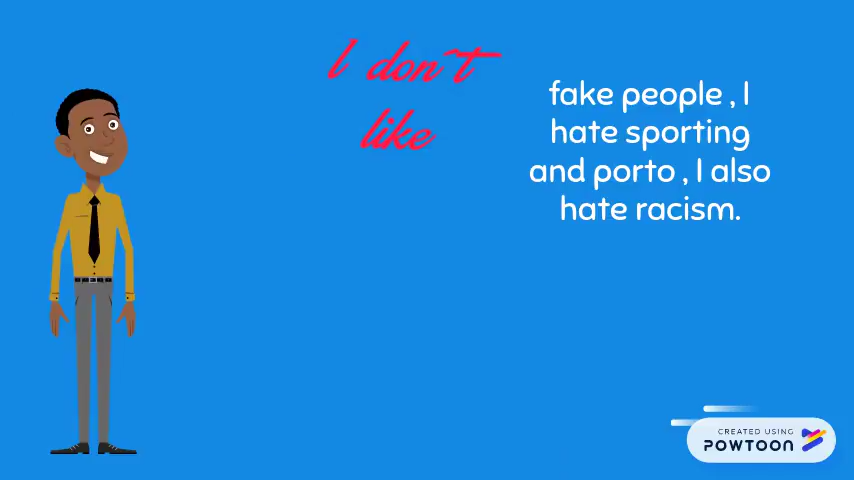 I don´t
like
fake people , I
hate sporting
and porto , I also
hate racism.
CREATED USING
POWTOON